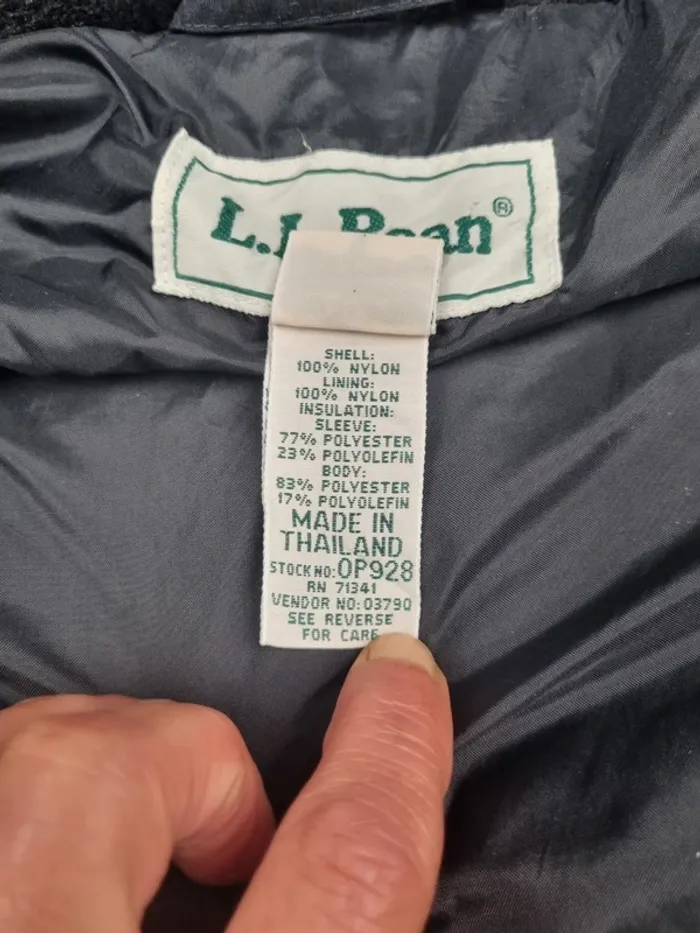 L.L. Bean®
SHELL:
100% NYLON
LINING:
100% NYLON
INSULATION:
SLEEVE:
77% POLYESTER
23% POLYOLEFIN
BODY:
83% POLYESTER
17% POLYOLEFIN
MADE IN
THAILAND
STOCK NO: OP928
RN 71341
VENDOR NO: 03790
SEE REVERSE
FOR CARE